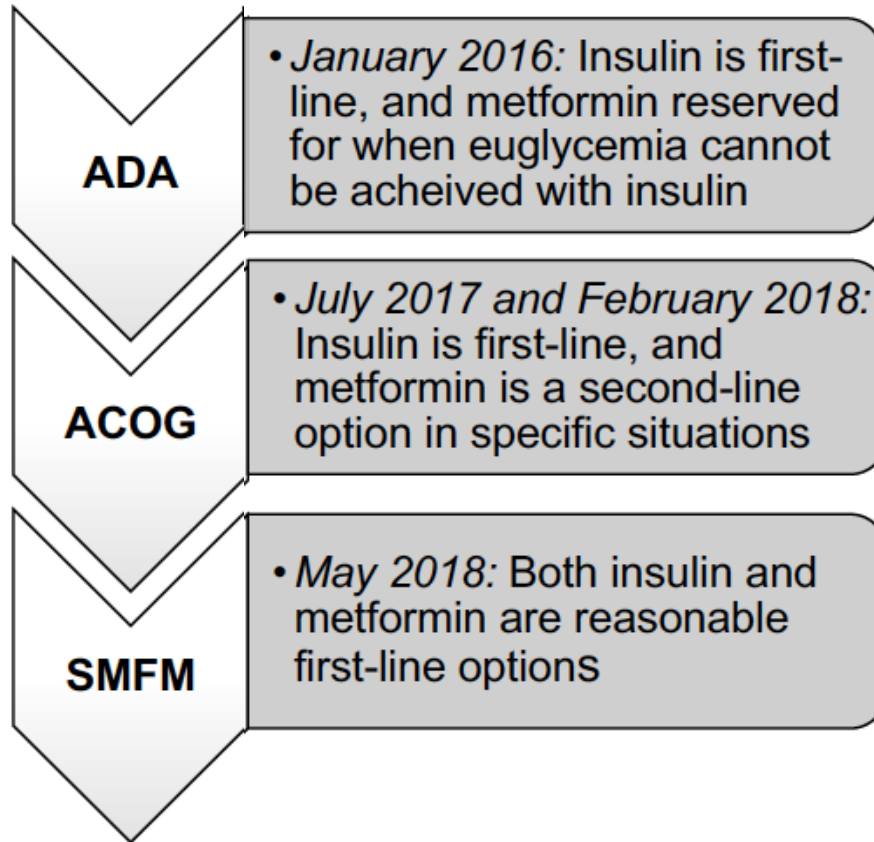 • January 2016: Insulin is first-
line, and metformin reserved
for when euglycemia cannot
be acheived with insulin
ADA
• July 2017 and February 2018:
Insulin is first-line, and
metformin is a second-line
option in specific situations
ACOG
• May 2018: Both insulin and
metformin are reasonable
first-line options
SMFM